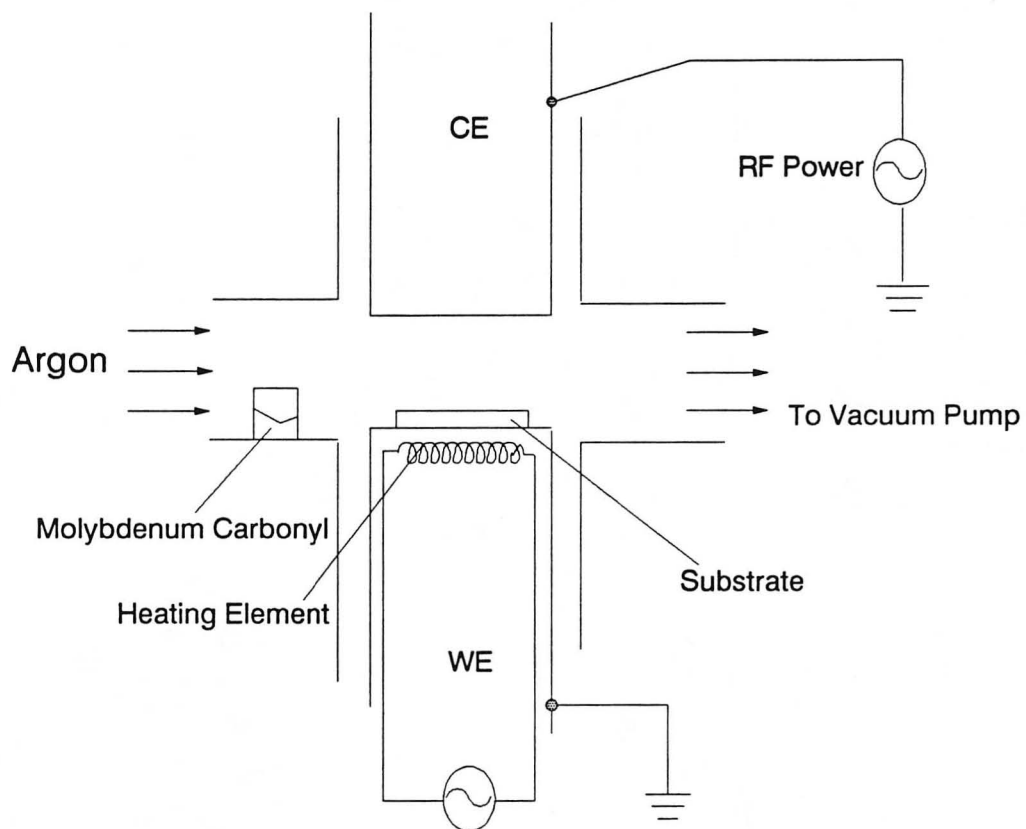 CE
RF Power
Argon
To Vacuum Pump
Molybdenum Carbonyl
Substrate
Heating Element
WE